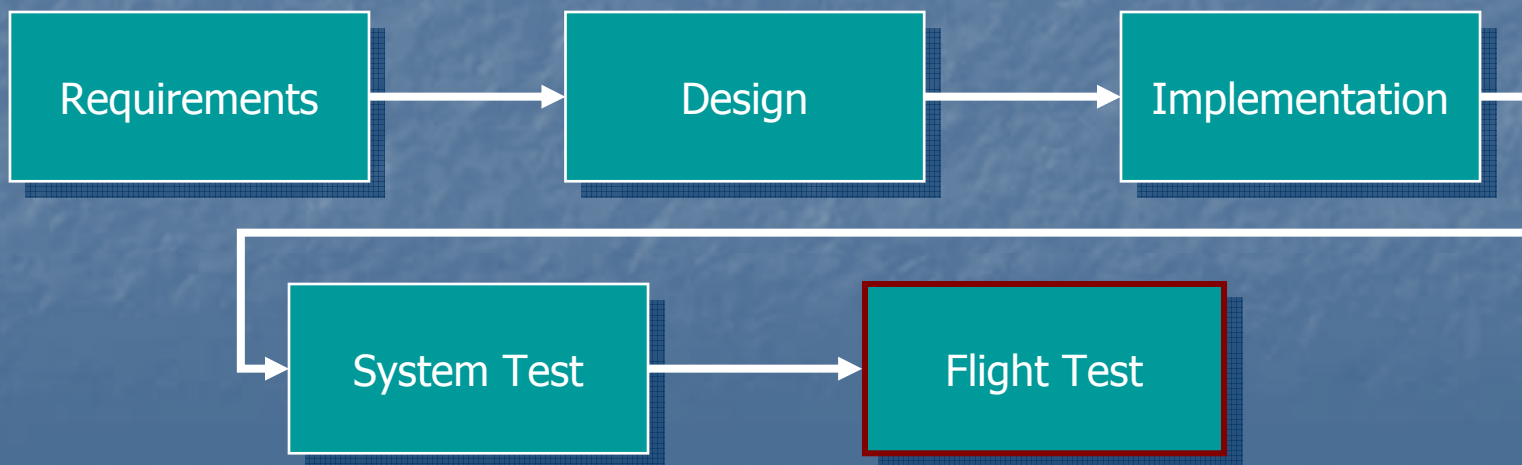 Requirements
Design
Implementation
System Test
Flight Test